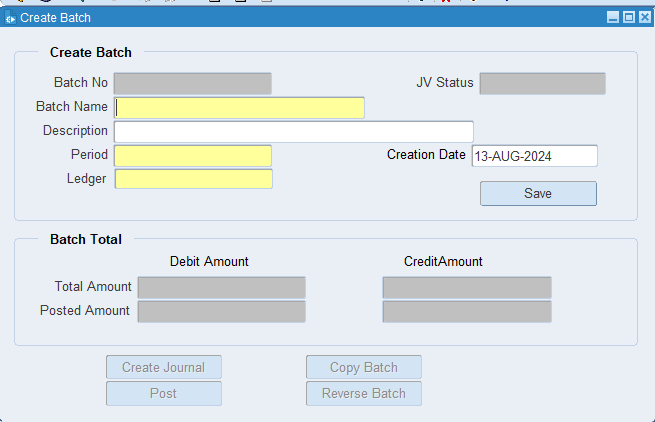 Create Batch
Create Batch
Batch No JV Status
Batch Name
Description
Period Creation Date 13-AUG-2024
Ledger
Save
Batch Total
Debit Amount CreditAmount
Total Amount
Posted Amount
Create Journal Copy Batch
Post Reverse Batch